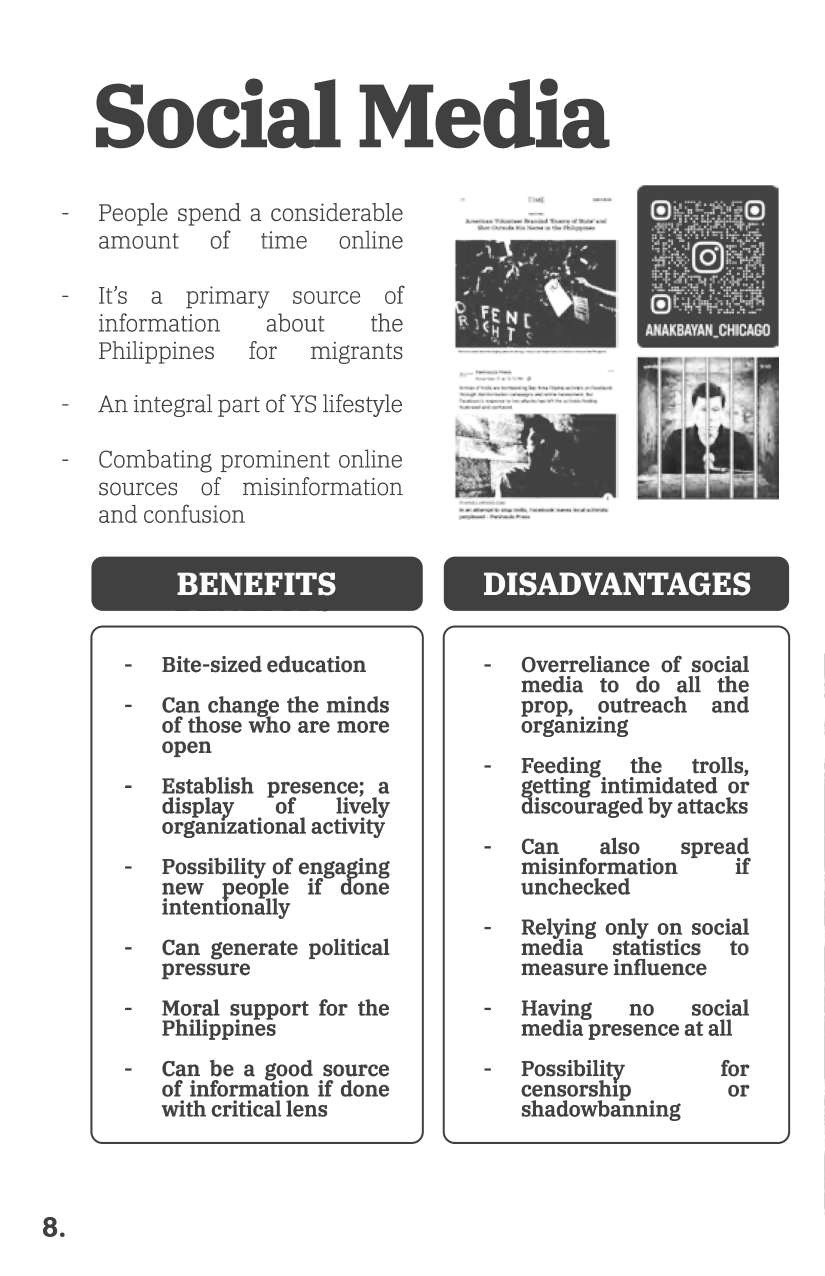 Social Media
- People spend a considerable
amount of time online
- It’s a primary source of
information about the
Philippines for migrants
- An integral part of YS lifestyle
- Combating prominent online
sources of misinformation
and confusion
TIME
American Volunteer Branded 'Enemy of State' and
Shot Outside His Home in the Philippines
D FEND
RIGHTS
Peninsula Press
In an attempt to stop trolls, Facebook leaves local activists
perplexed - Peninsula Press
ANAKBAYAN_CHICAGO
BENEFITS
- Bite-sized education
- Can change the minds
of those who are more
open
- Establish presence; a
display of lively
organizational activity
- Possibility of engaging
new people if done
intentionally
- Can generate political
pressure
- Moral support for the
Philippines
- Can be a good source
of information if done
with critical lens
DISADVANTAGES
- Overreliance of social
media to do all the
prop, outreach and
organizing
- Feeding the trolls,
getting intimidated or
discouraged by attacks
- Can also spread
misinformation if
unchecked
- Relying only on social
media statistics to
measure influence
- Having no social
media presence at all
- Possibility for
censorship or
shadowbanning
8.